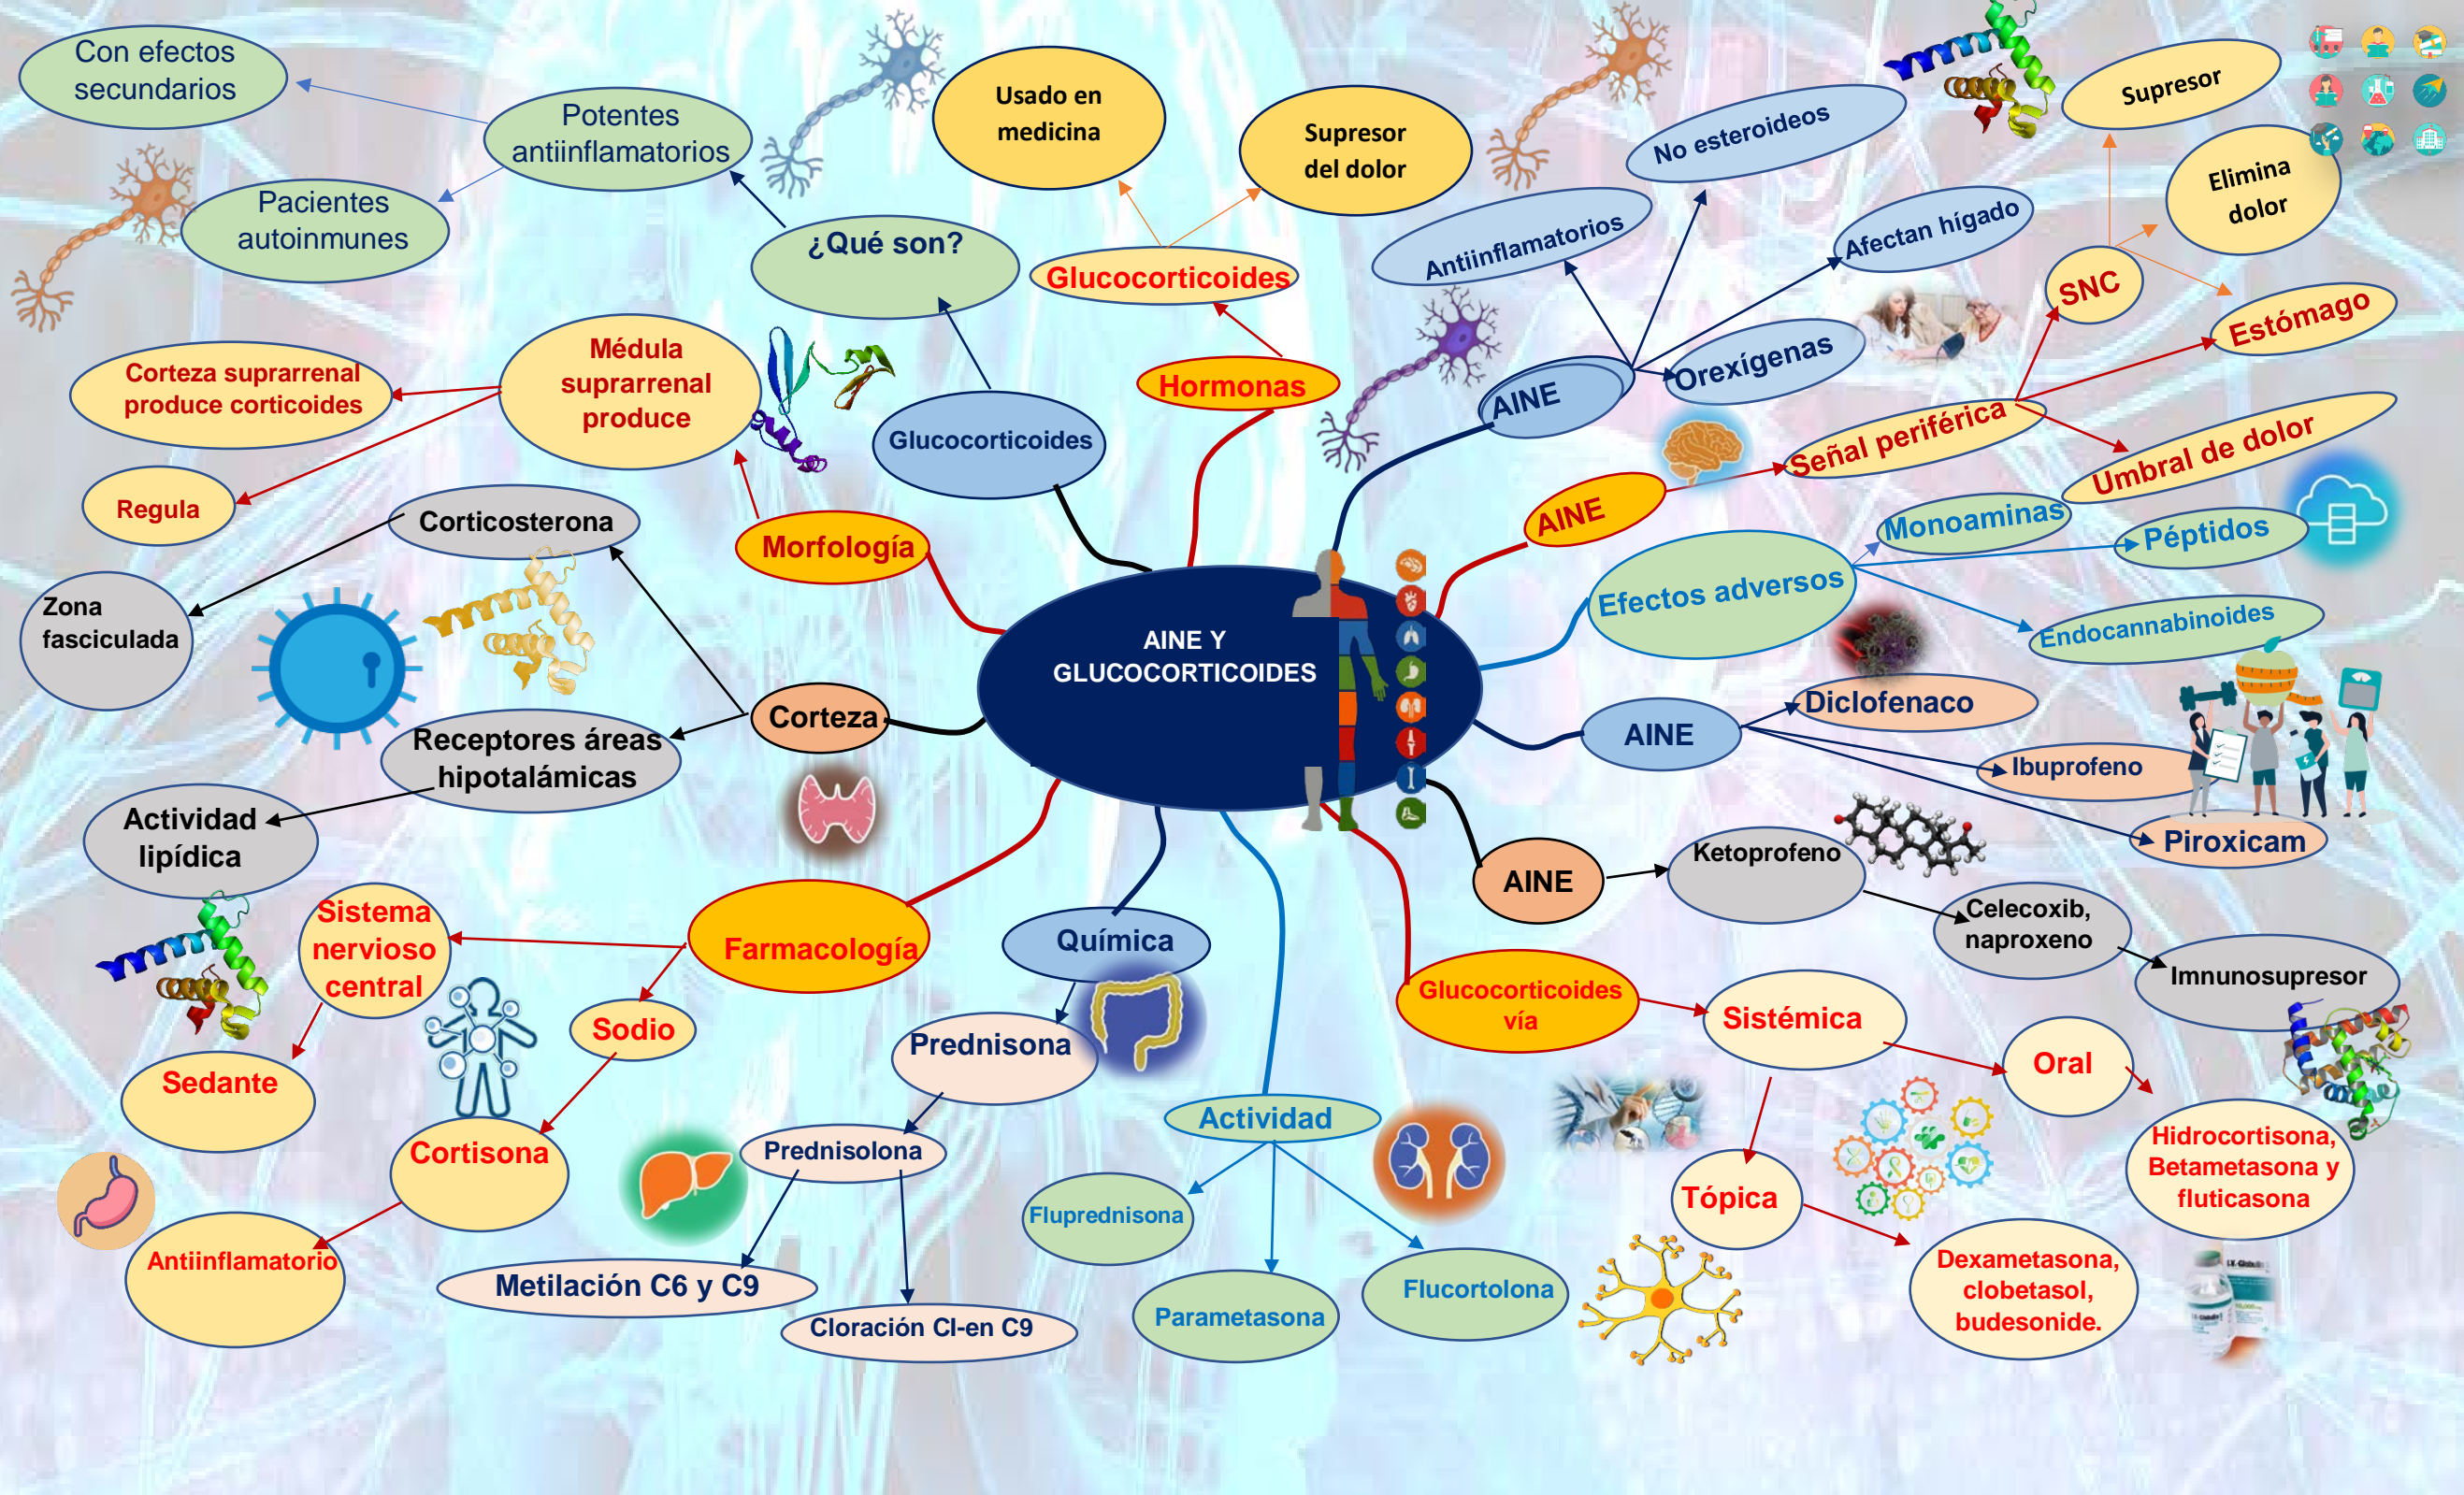 Con efectos
secundarios
Potentes
antiinflamatorios
Pacientes
autoinmunes
¿Qué son?
Glucocorticoides
Usado en
medicina
Supresor
del dolor
Glucocorticoides
Hormonas
No esteroideos
Antiinflamatorios
Afectan hígado
Orexígenas
AINE
Supresor
Elimina
dolor
SNC
Estómago
Señal periférica
Umbral de dolor
AINE
Médula
suprarrenal
produce
Corteza suprarrenal
produce corticoides
Regula
Morfología
Corticosterona
Zona
fasciculada
Corteza
Receptores áreas
hipotalámicas
Actividad
lipídica
AINE Y
GLUCOCORTICOIDES
Efectos adversos
Monoaminas
Péptidos
Endocannabinoides
AINE
Diclofenaco
Ibuprofeno
Piroxicam
AINE
Ketoprofeno
Celecoxib,
naproxeno
Imnunosupresor
Farmacología
Sistema
nervioso
central
Sedante
Sodio
Cortisona
Antiinflamatorio
Química
Prednisona
Prednisolona
Metilación C6 y C9
Cloración Cl-en C9
Actividad
Fluprednisona
Parametasona
Flucortolona
Glucocorticoides
vía
Sistémica
Oral
Hidrocortisona,
Betametasona y
fluticasona
Tópica
Dexametasona,
clobetasol,
budesonide.